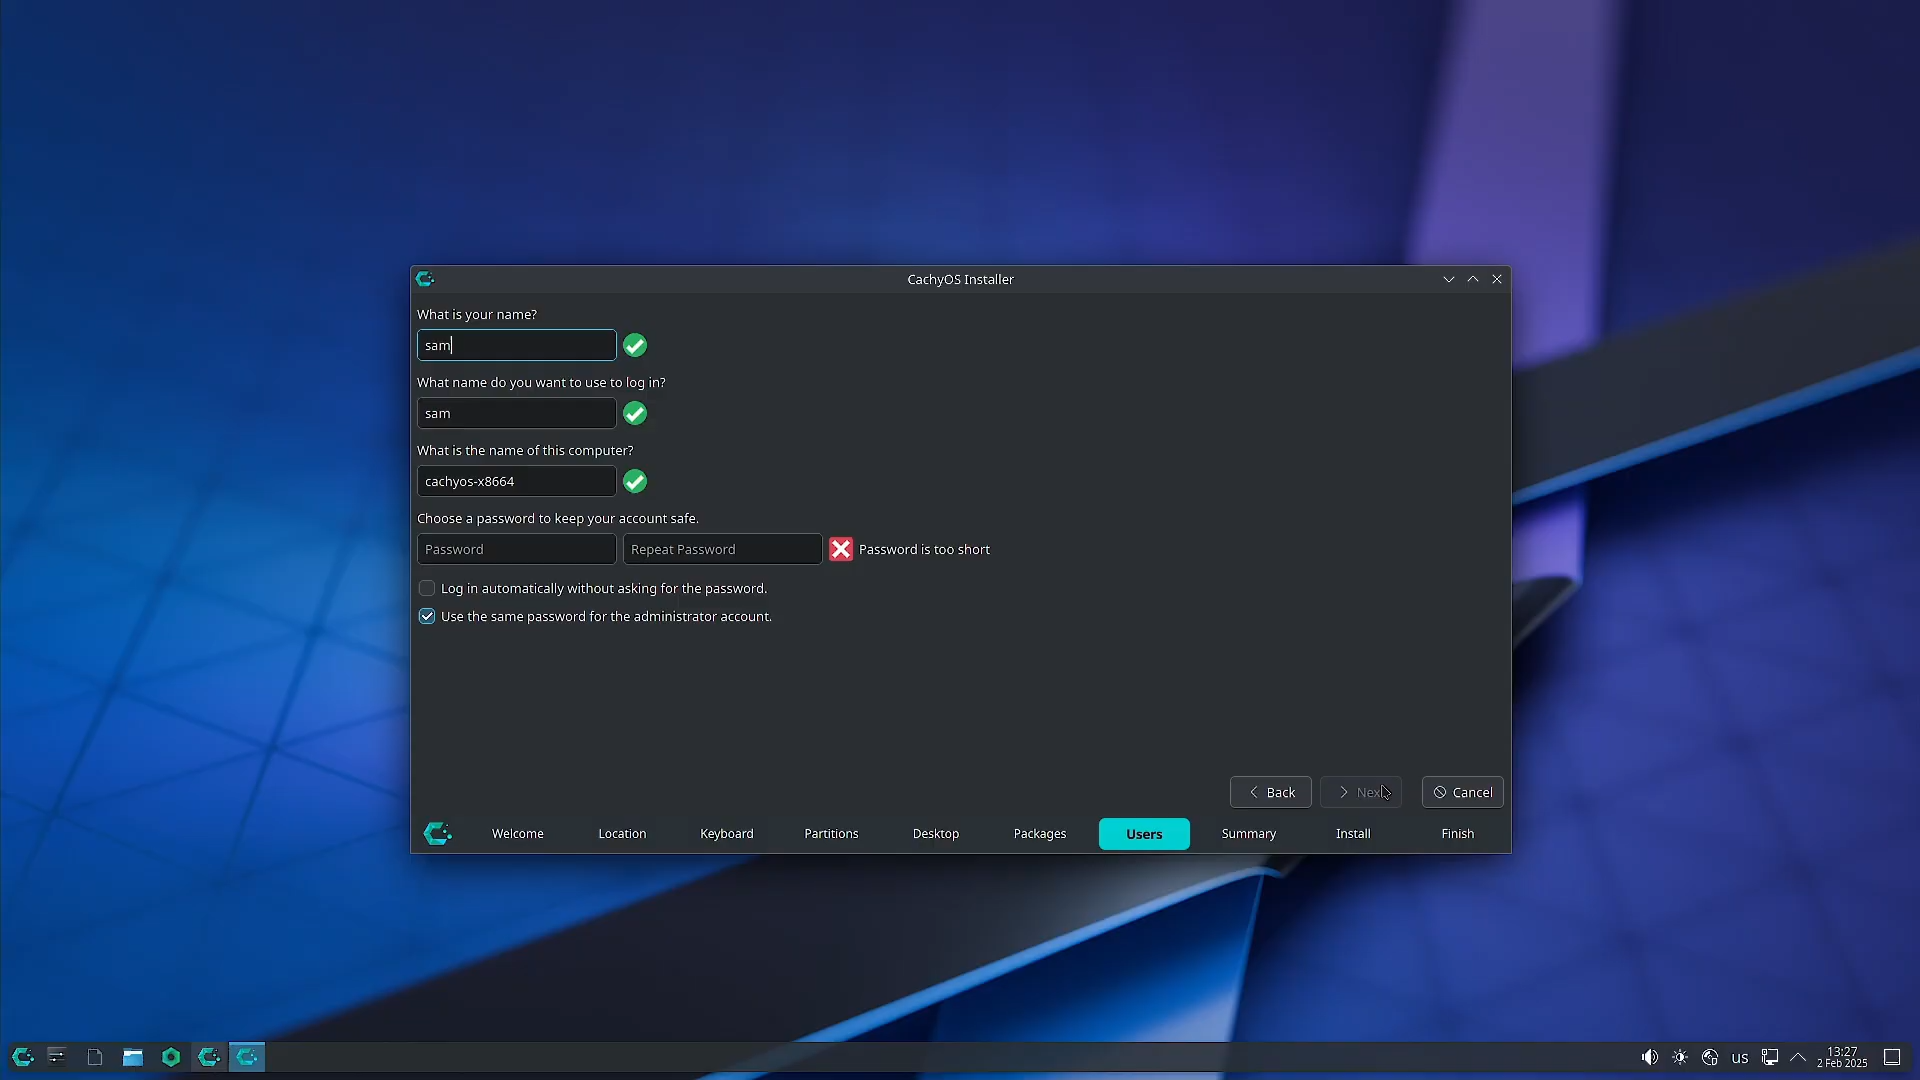 CachyOS Installer
What is your name?
sam
What name do you want to use to log in?
sam
What is the name of this computer?
cachyos-x8664
Choose a password to keep your account safe.
Password Repeat Password Password is too short
Log in automatically without asking for the password.
Use the same password for the administrator account.
Back Next Cancel
Welcome Location Keyboard Partitions Desktop Packages Users Summary Install Finish
us 13:27
2 Feb 2025